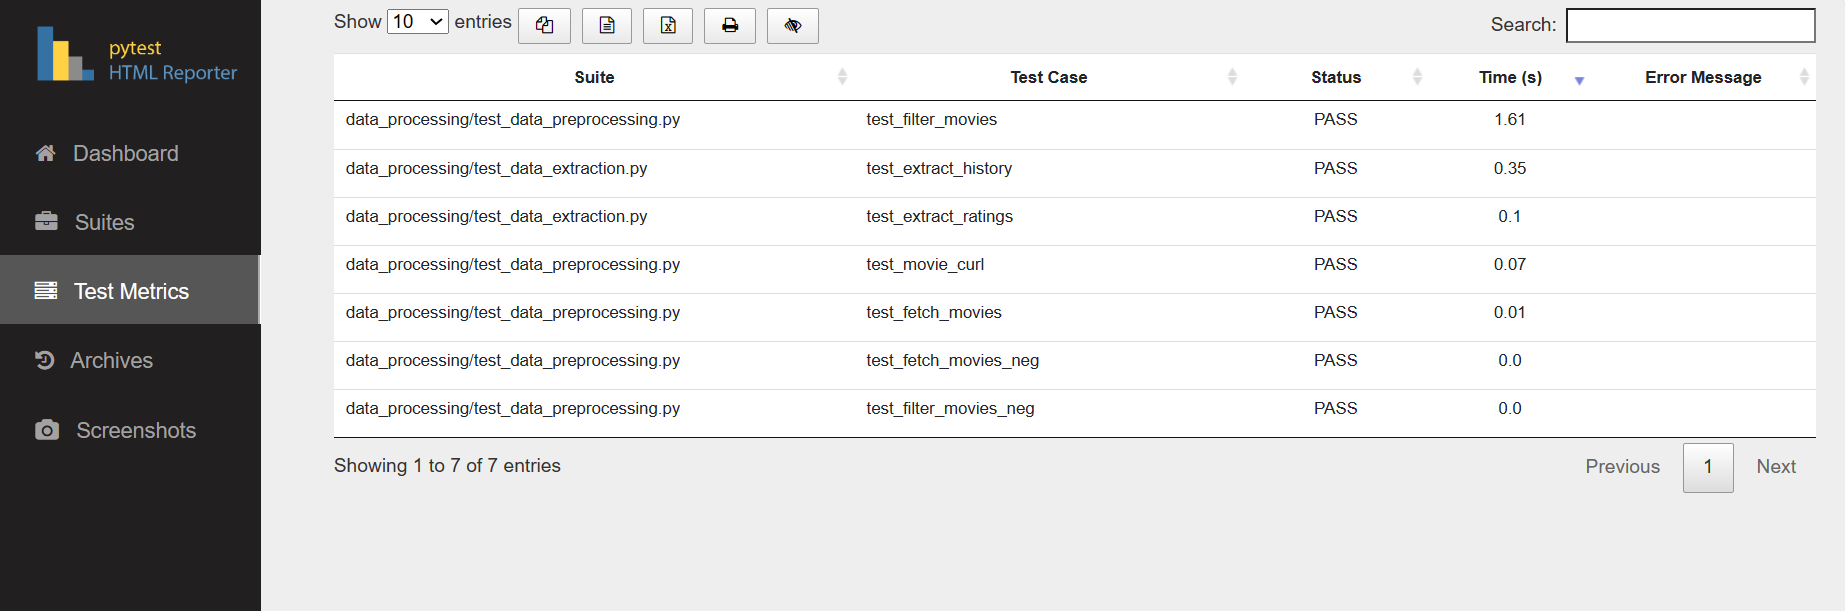 pytest
HTML Reporter
Dashboard
Suites
Test Metrics
Archives
Screenshots
Show 10 entries Search:
Suite Test Case Status Time (s) Error Message
data_processing/test_data_preprocessing.py test_filter_movies PASS 1.61
data_processing/test_data_extraction.py test_extract_history PASS 0.35
data_processing/test_data_extraction.py test_extract_ratings PASS 0.1
data_processing/test_data_preprocessing.py test_movie_curl PASS 0.07
data_processing/test_data_preprocessing.py test_fetch_movies PASS 0.01
data_processing/test_data_preprocessing.py test_fetch_movies_neg PASS 0.0
data_processing/test_data_preprocessing.py test_filter_movies_neg PASS 0.0
Showing 1 to 7 of 7 entries Previous 1 Next